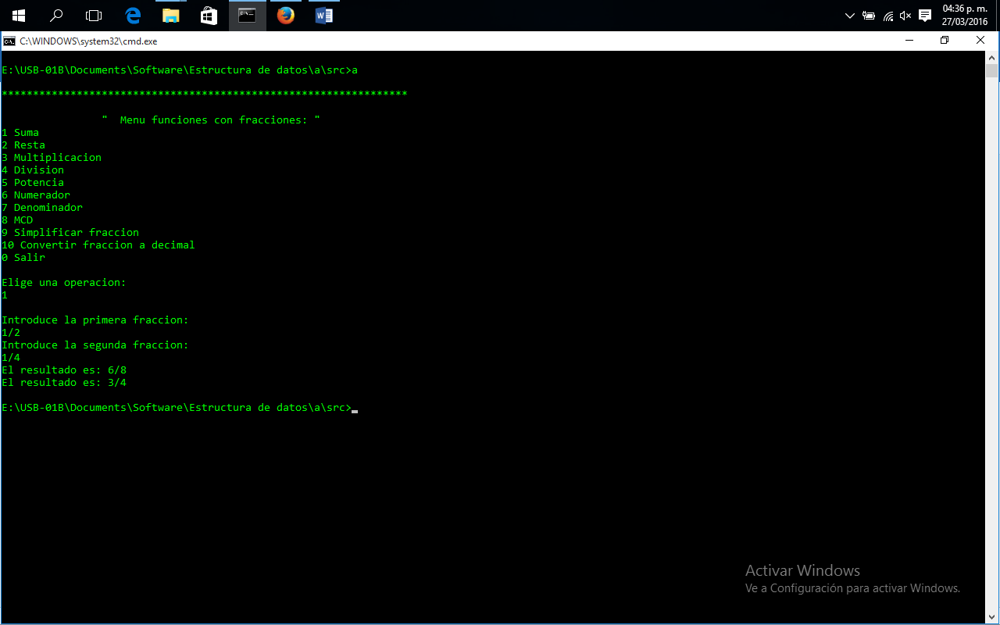 04:36 p. m.
27/03/2016
C:\WINDOWS\system32\cmd.exe
E:\USB-01B\Documents\Software\Estructura de datos\a\src>a
*****************************************************************
"  Menu funciones con fracciones: "
1 Suma
2 Resta
3 Multiplicacion
4 Division
5 Potencia
6 Numerador
7 Denominador
8 MCD
9 Simplificar fraccion
10 Convertir fraccion a decimal
0 Salir
Elige una operacion:
1
Introduce la primera fraccion:
1/2
Introduce la segunda fraccion:
1/4
El resultado es: 6/8
El resultado es: 3/4
E:\USB-01B\Documents\Software\Estructura de datos\a\src>
Activar Windows
Ve a Configuración para activar Windows.